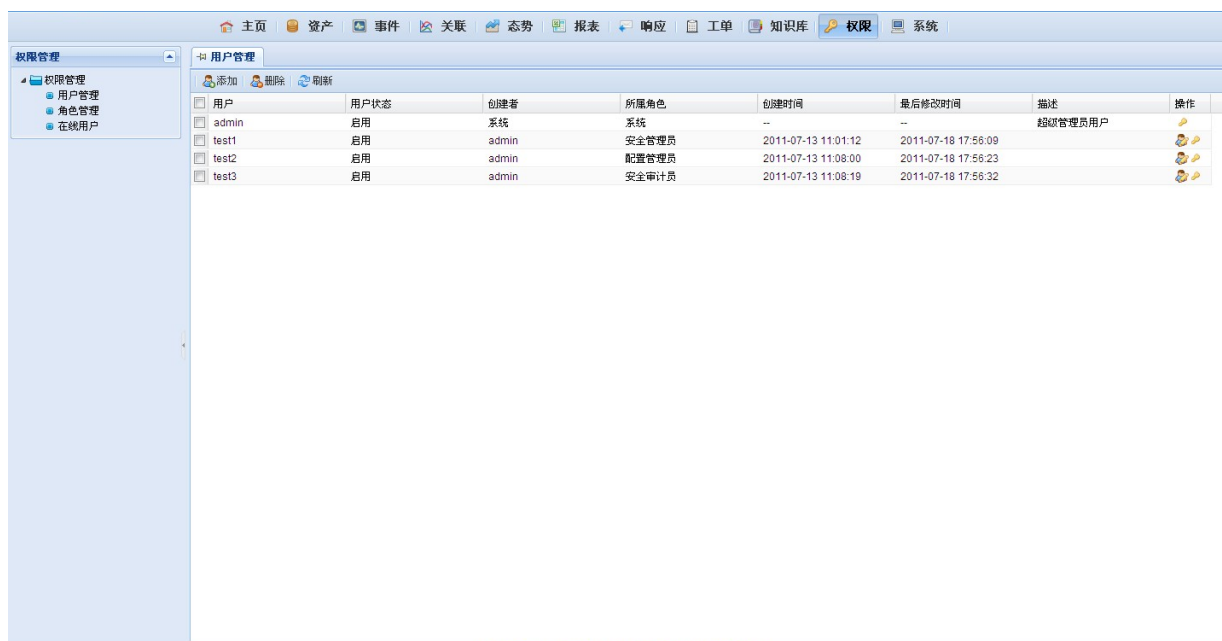 主页 资产 事件 关联 态势 报表 响应 工单 知识库 权限 系统
权限管理
权限管理
用户管理
角色管理
在线用户
用户管理
添加 删除 刷新
用户 用户状态 创建者 所属角色 创建时间 最后修改时间 描述 操作
admin 启用 系统 系统 -- -- 超级管理员用户
test1 启用 admin 安全管理员 2011-07-13 11:01:12 2011-07-18 17:56:09
test2 启用 admin 配置管理员 2011-07-13 11:08:00 2011-07-18 17:56:23
test3 启用 admin 安全审计员 2011-07-13 11:08:19 2011-07-18 17:56:32